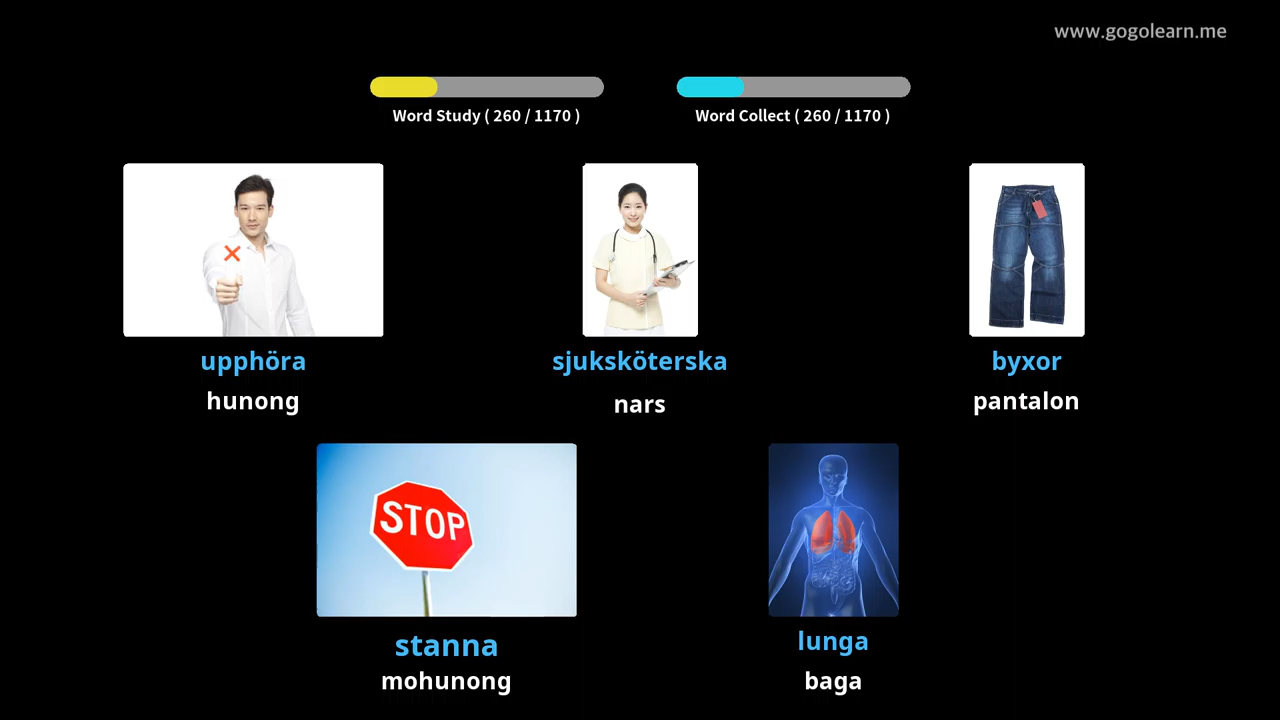 www.gogolearn.me
Word Study ( 260 / 1170 )
Word Collect ( 260 / 1170 )
upphöra
hunong
sjuksköterska
nars
byxor
pantalon
STOP
stanna
mohunong
lunga
baga